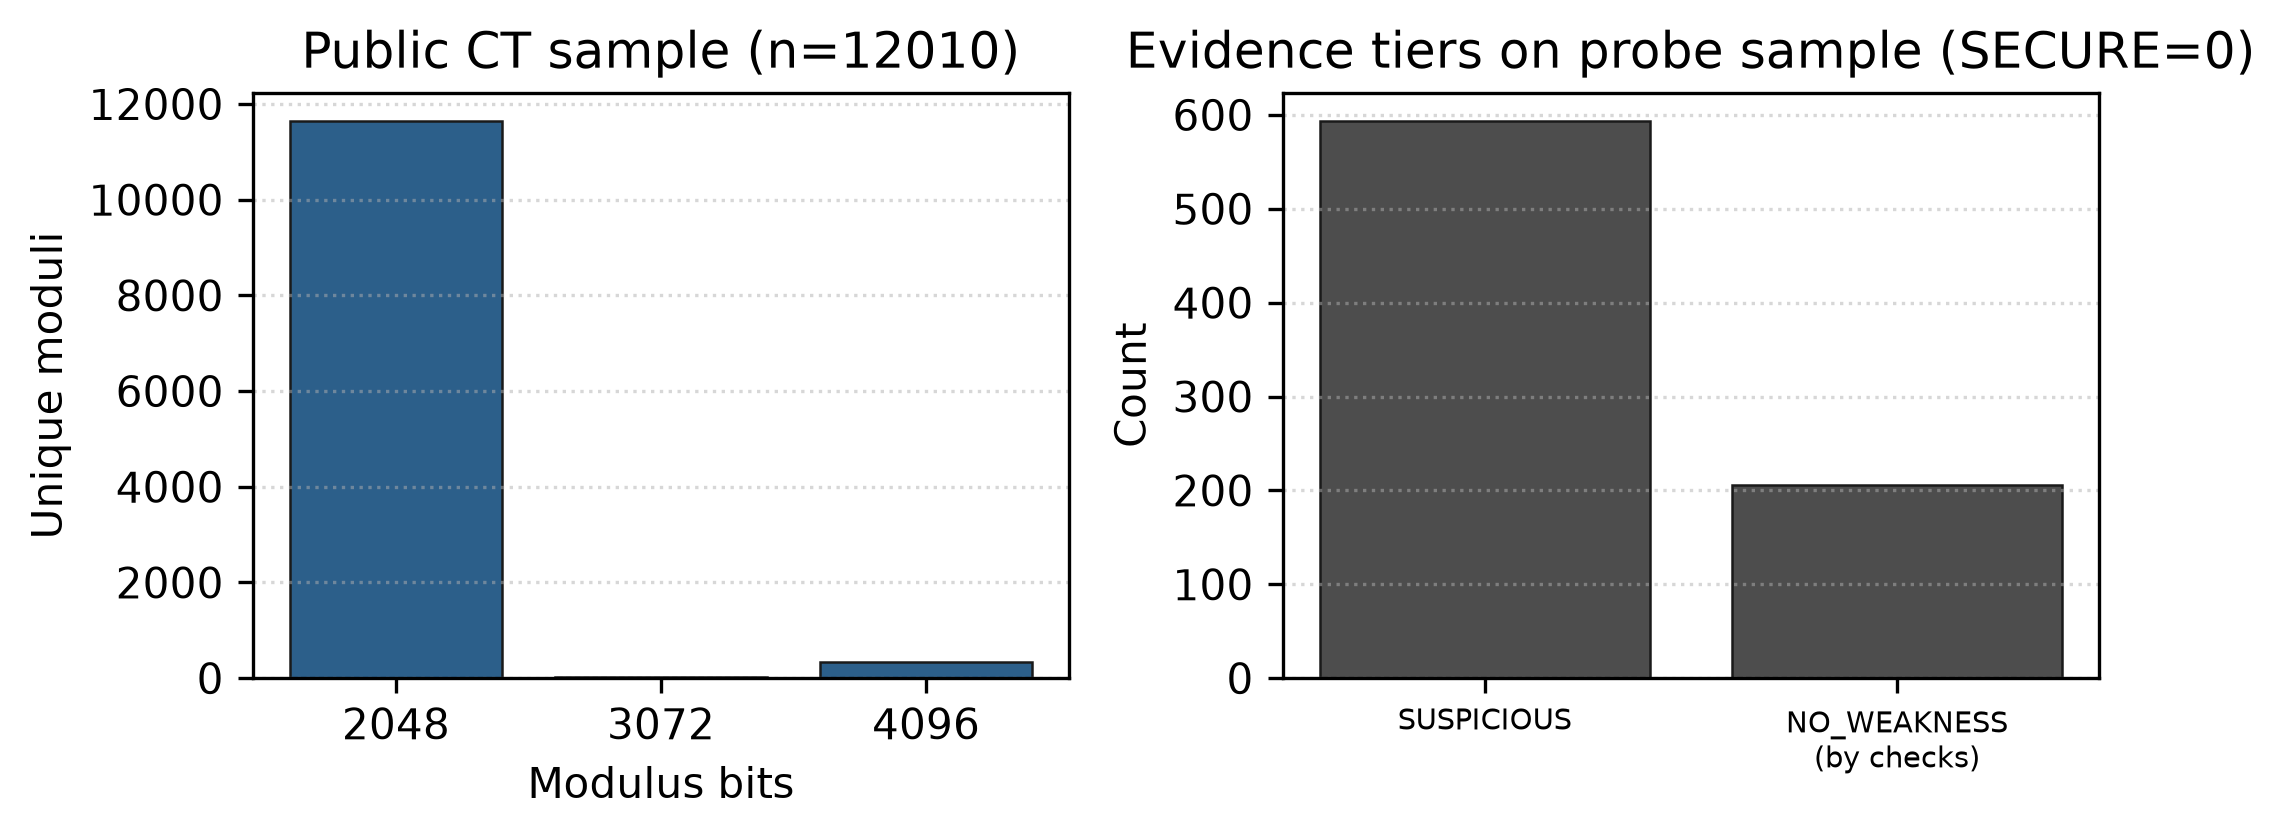 Public CT sample (n=12010)
Unique moduli
12000
10000
8000
6000
4000
2000
0
2048 3072 4096
Modulus bits
Evidence tiers on probe sample (SECURE=0)
Count
600
500
400
300
200
100
0
SUSPICIOUS NO_WEAKNESS
(by checks)